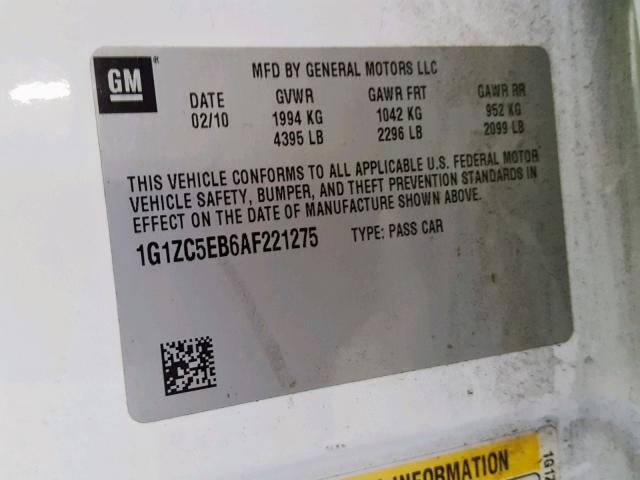 GM
MFD BY GENERAL MOTORS LLC
DATE GVWR GAWR FRT GAWR RR
02/10 1994 KG 1042 KG 952 KG
4395 LB 2296 LB 2099 LB
THIS VEHICLE CONFORMS TO ALL APPLICABLE U.S. FEDERAL MOTOR
VEHICLE SAFETY, BUMPER, AND THEFT PREVENTION STANDARDS IN
EFFECT ON THE DATE OF MANUFACTURE SHOWN ABOVE.
1G1ZC5EB6AF221275 TYPE: PASS CAR
INFORMATION
1G1Z